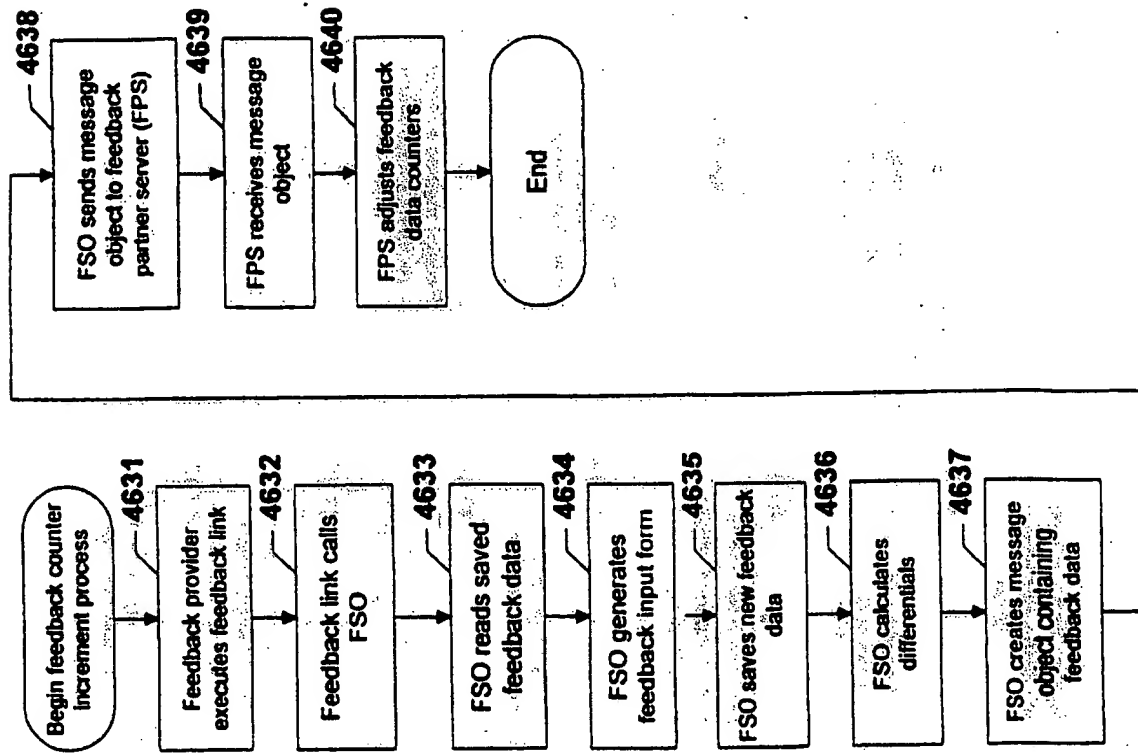 Begin feedback counter
increment process
4631
Feedback provider
executes feedback link
4632
Feedback link calls
FSO
4633
FSO reads saved
feedback data
4634
FSO generates
feedback input form
4635
FSO saves new feedback
data
4636
FSO calculates
differentials
4637
FSO creates message
object containing
feedback data
4638
FSO sends message
object to feedback
partner server (FPS)
4639
FPS receives message
object
4640
FPS adjusts feedback
data counters
End